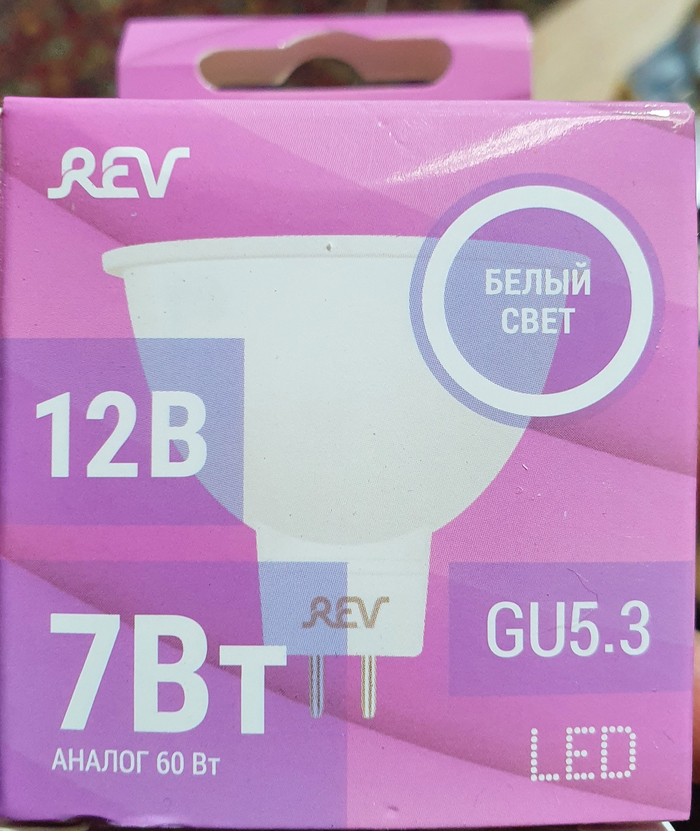 REV
БЕЛЫЙ
СВЕТ
12В
REV
7Вт
GU5.3
АНАЛОГ 60 Вт
LED